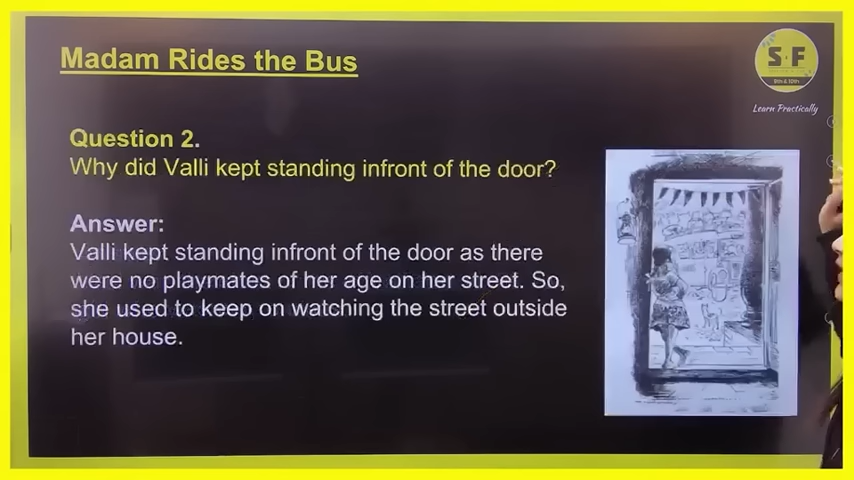 Madam Rides the Bus
S F
9th & 10th
Learn Practically
Question 2.
Why did Valli kept standing infront of the door?
Answer:
Valli kept standing infront of the door as there
were no playmates of her age on her street. So,
she used to keep on watching the street outside
her house.